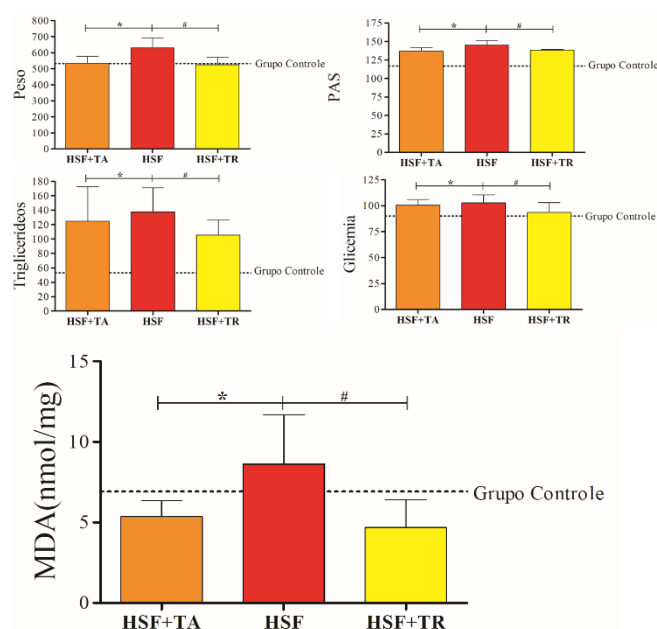 * #
700
600
500
400
300
200
100
0
Peso
Grupo Controle
HSF+TA HSF HSF+TR
* #
175
150
125
100
75
50
25
0
PAS
Grupo Controle
HSF+TA HSF HSF+TR
* #
180
160
140
120
100
80
60
40
20
0
Triglicerídeos
Grupo Controle
HSF+TA HSF HSF+TR
* #
125
100
75
50
25
0
Glicemia
Grupo Controle
HSF+TA HSF HSF+TR
* #
15
10
5
0
MDA(nmol/mg)
Grupo Controle
HSF+TA HSF HSF+TR